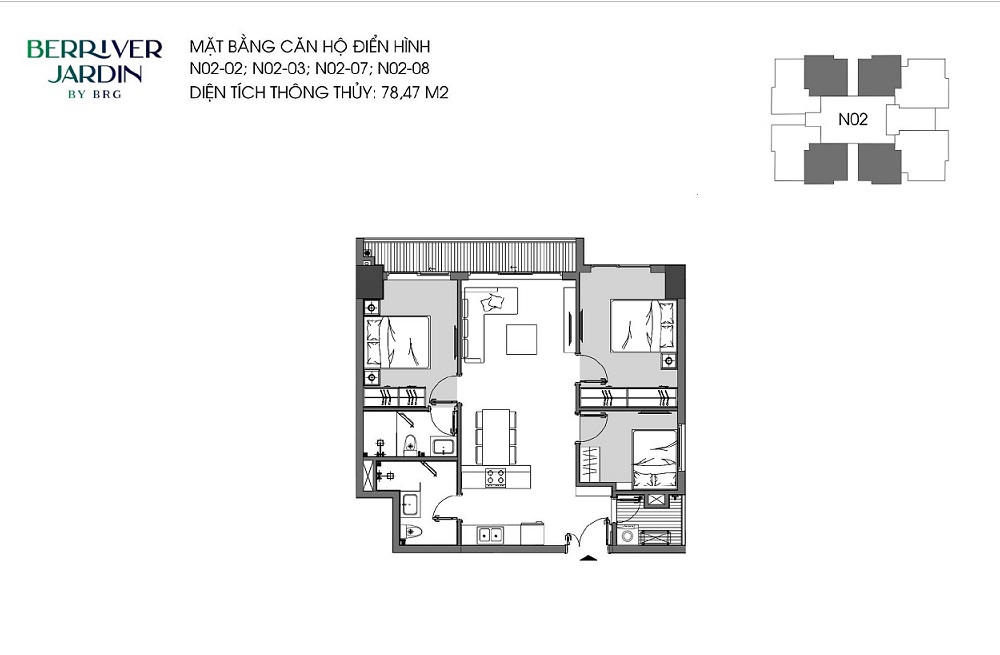 BERRIVER
JARDIN
BY BRG
MẶT BẰNG CĂN HỘ ĐIỂN HÌNH
N02-02; N02-03; N02-07; N02-08
DIỆN TÍCH THÔNG THỦY: 78,47 M2
N02